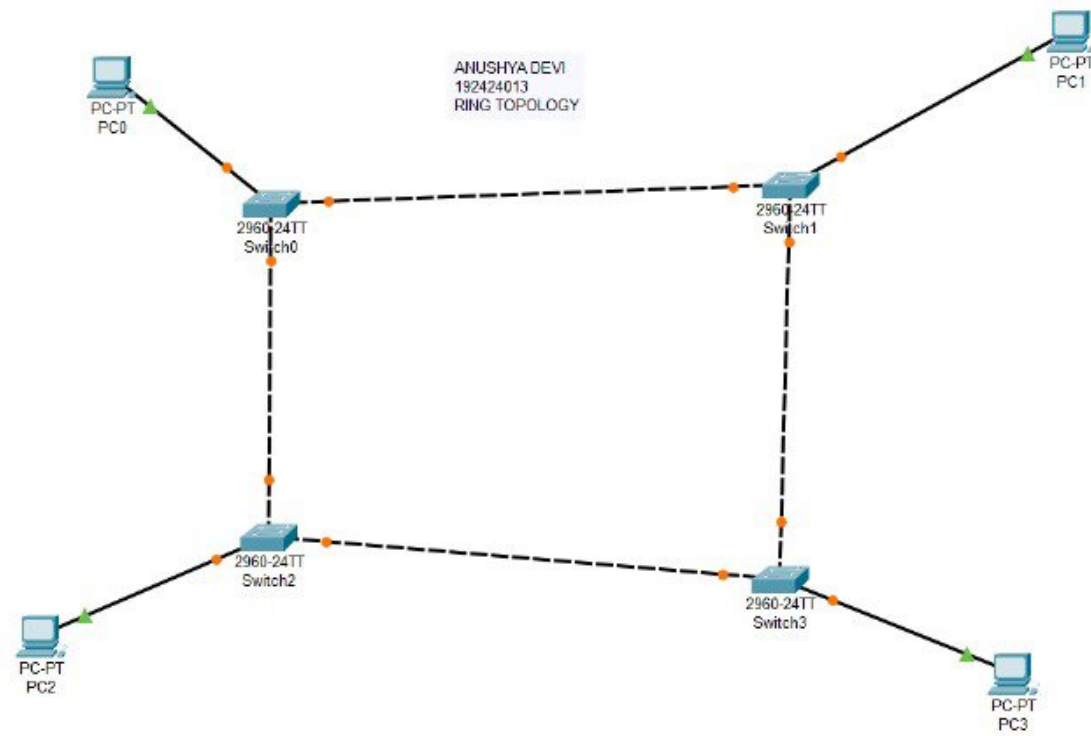 ANUSHYA DEVI
192424013
RING TOPOLOGY
PC-PT
PC1
PC-PT
PC0
2960-24TT
Switch1
2960-24TT
Switch0
2960-24TT
Switch2
2960-24TT
Switch3
PC-PT
PC2
PC-PT
PC3